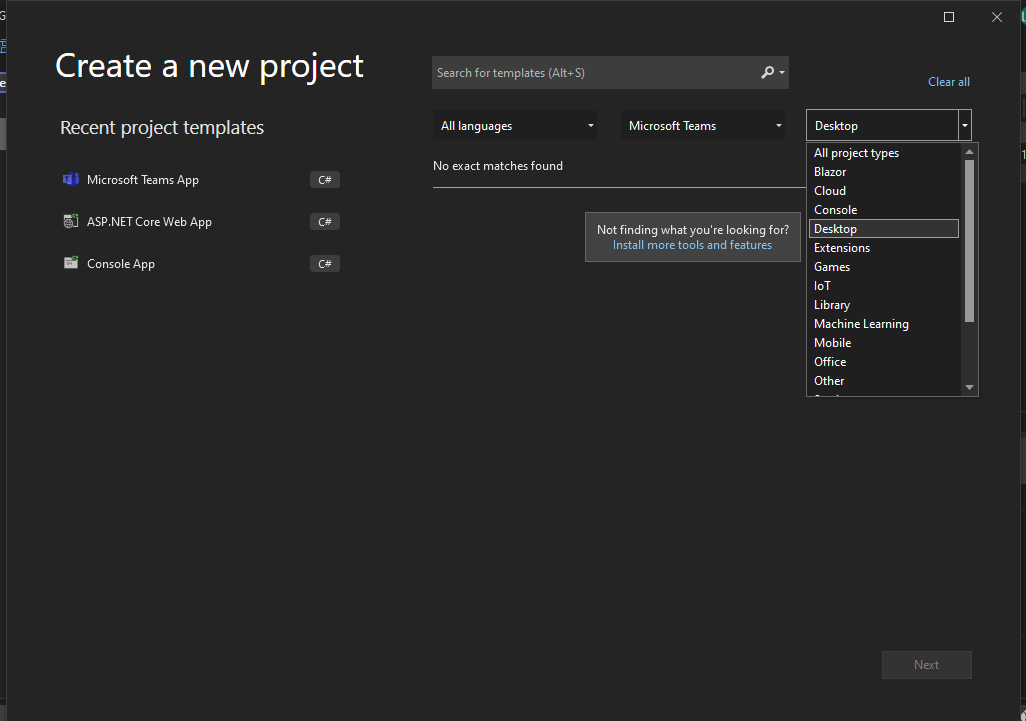 Create a new project
Search for templates (Alt+S)
Clear all
Recent project templates
All languages
Microsoft Teams
Desktop
Microsoft Teams App
C#
ASP.NET Core Web App
C#
Console App
C#
No exact matches found
Not finding what you're looking for?
Install more tools and features
All project types
Blazor
Cloud
Console
Desktop
Extensions
Games
IoT
Library
Machine Learning
Mobile
Office
Other
Next